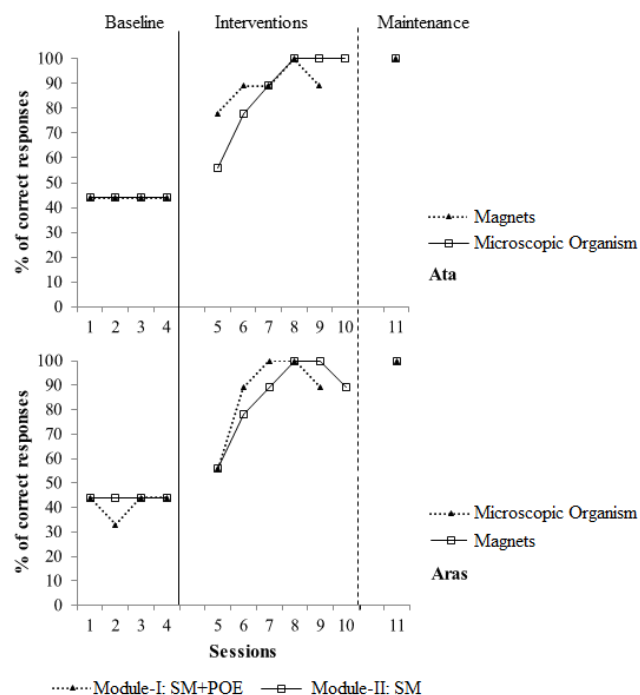 Baseline Interventions Maintenance
% of correct responses
100
90
80
70
60
50
40
30
20
10
0
1 2 3 4 5 6 7 8 9 10 11
Magnets
Microscopic Organism
Ata
% of correct responses
100
90
80
70
60
50
40
30
20
10
0
1 2 3 4 5 6 7 8 9 10 11
Microscopic Organism
Magnets
Aras
Sessions
Module-I: SM+POE Module-II: SM